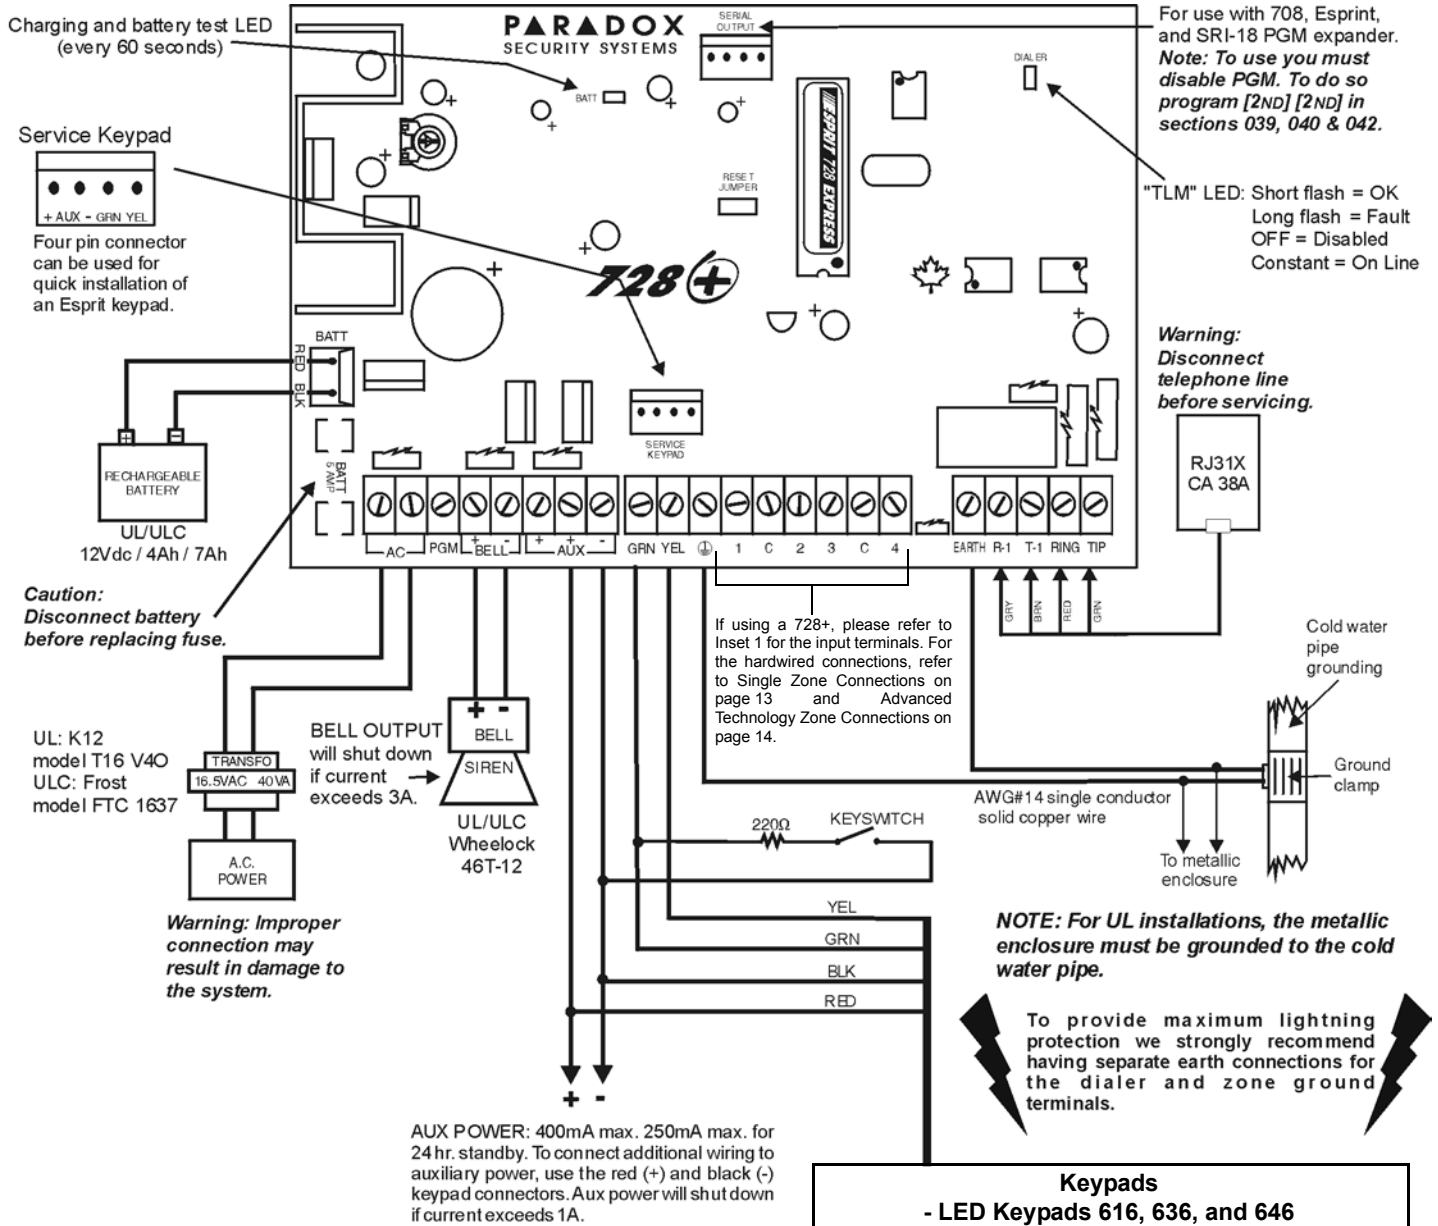 Charging and battery test LED
(every 60 seconds)
PARADOX
SECURITY SYSTEMS
SERIAL
OUTPUT
For use with 708, Esprint,
and SRI-18 PGM expander.
Note: To use you must
disable PGM. To do so
program [2ND] [2ND] in
sections 039, 040 & 042.
DIALER
BATT
Service Keypad
+ AUX - GRN YEL
Four pin connector
can be used for
quick installation of
an Esprit keypad.
RESET
JUMPER
ESPRIT 728 EXPRESS
"TLM" LED: Short flash = OK
Long flash = Fault
OFF = Disabled
Constant = On Line
728+
BATT
RED
BLK
Warning:
Disconnect
telephone line
before servicing.
SERVICE
KEYPAD
RJ31X
CA 38A
+ -
RECHARGEABLE
BATTERY
UL/ULC
12Vdc / 4Ah / 7Ah
BATT
5 AMP
AC PGM + BELL - + + AUX - GRN YEL 1 C 2 3 C 4 EARTH R-1 T-1 RING TIP
GRY
BRN
RED
GRN
Caution:
Disconnect battery
before replacing fuse.
If using a 728+, please refer to
Inset 1 for the input terminals. For
the hardwired connections, refer
to Single Zone Connections on
page 13 and Advanced
Technology Zone Connections on
page 14.
Cold water
pipe
grounding
UL: K12
model T16 V4O
ULC: Frost
model FTC 1637
TRANSFO
16.5VAC 40VA
A.C.
POWER
Warning: Improper
connection may
result in damage to
the system.
BELL OUTPUT
will shut down
if current
exceeds 3A.
+ -
BELL
SIREN
UL/ULC
Wheelock
46T-12
Ground
clamp
AWG#14 single conductor
solid copper wire
To metallic
enclosure
220Ω
KEYSWITCH
YEL
GRN
BLK
RED
NOTE: For UL installations, the metallic
enclosure must be grounded to the cold
water pipe.
To provide maximum lightning
protection we strongly recommend
having separate earth connections for
the dialer and zone ground
terminals.
+ -
AUX POWER: 400mA max. 250mA max. for
24hr. standby. To connect additional wiring to
auxiliary power, use the red (+) and black (-)
keypad connectors. Aux power will shut down
if current exceeds 1A.
Keypads
- LED Keypads 616, 636, and 646